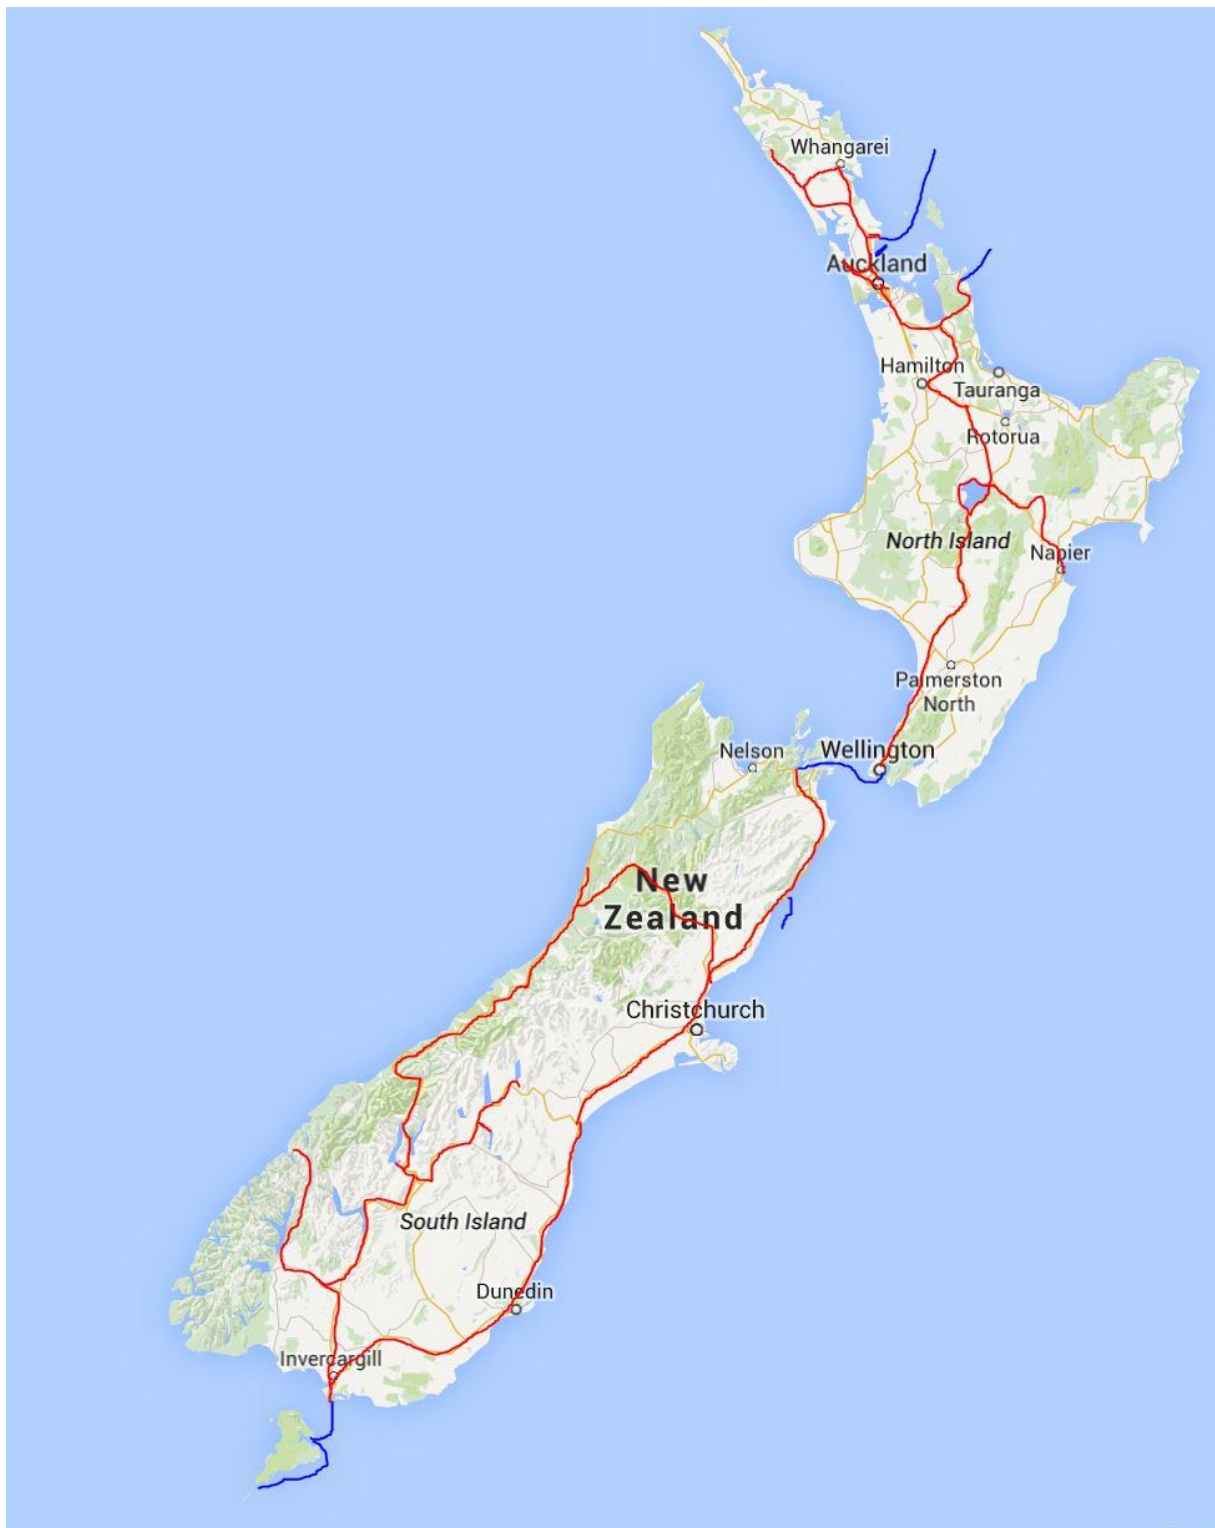 Whangarei
Auckland
Hamilton
Tauranga
Rotorua
North Island
Napier
Palmerston
North
Nelson
Wellington
New
Zealand
Christchurch
South Island
Dunedin
Invercargill